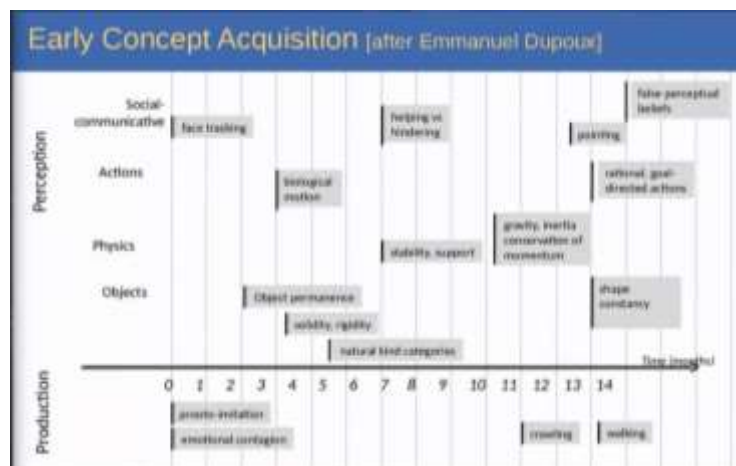 Early Concept Acquisition [after Emmanuel Dupoux]
Perception
Social-
communicative
face tracking
helping vs
hindering
pointing
false perceptual
beliefs
Actions
biological
motion
rational, goal-
directed actions
Physics
stability, support
gravity, inertia
conservation of
momentum
Objects
Object permanence
solidity, rigidity
natural kind categories
shape
constancy
Time (months)
0 1 2 3 4 5 6 7 8 9 10 11 12 13 14
Production
proto-imitation
emotional contagion
crawling
walking